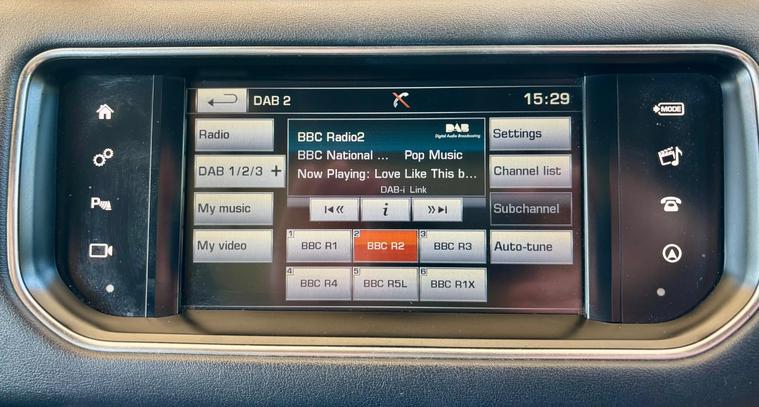 DAB 2
15:29
MODE
Radio
BBC Radio2
DAB
Digital Audio Broadcasting
Settings
BBC National ... Pop Music
DAB 1/2/3 +
Now Playing: Love Like This b...
Channel list
DAB-i Link
My music
i
Subchannel
My video
1 BBC R1
2 BBC R2
3 BBC R3
Auto-tune
4 BBC R4
5 BBC R5L
6 BBC R1X
P